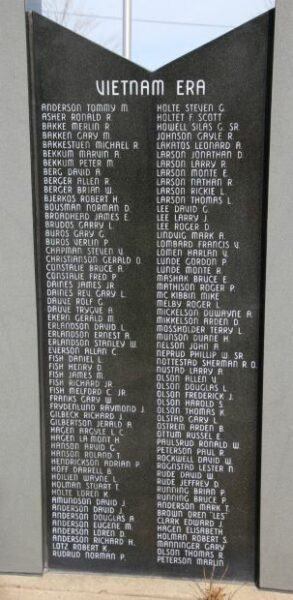 VIETNAM ERA
ANDERSON TOMMY M.
ASHER RONALD R.
BAKKE MERLIN R.
BAKKEN GARY M.
BAKKESTUEN MICHAEL R.
BEKKUM MARVIN A.
BEKKUM PETER M.
BERG DAVID A.
BERGER ALLEN R.
BERGER BRIAN W.
BJERKOS ROBERT H.
BOUSMAN NORMAN D.
BROADHEAD JAMES E.
BRUDOS GARRY L.
BUROS GARY G.
BUROS VERLIN P.
CHAPMAN STEVEN V.
CHRISTIANSON GERALD O.
CONSTALIE BRUCE A.
CONSTALIE FRED P.
DAINES JAMES JR.
DAINES REV. GARY L.
DAUVE ROLF G.
DAUVE TRYGVE A.
EKERN GERALD M.
ERLANDSON DAVID L.
ERLANDSON ERNEST A.
ERLANDSON STANLEY W.
EVERSON ALLAN C.
FISH DANIEL L.
FISH HENRY D.
FISH JAMES M.
FISH RICHARD JR.
FISH MELFORD C. JR.
FRANKS GARY W.
FRYDENLUND RAYMOND J.
GILBECK RICHARD J.
GILBERTSON JERALD A.
HAGEN ARGYLE L. C.
HAGEN LA MONT H.
HANSON ARVID G.
HANSON ROLAND T.
HENDRICKSON ADRIAN P.
HOFF DARRELL B.
HOILIEN WAYNE L.
HOLMAN STUART T.
HOLTE LOREN K.
AMUNDSON DAVID J.
ANDERSON DAVID J.
ANDERSON DOUGLAS A.
ANDERSON EUGENE M.
ANDERSON LOREN D.
ANDERSON RICHARD H.
LOTZ ROBERT K.
RUDRUD NORMAN P.
HOLTE STEVEN G.
HOLTET F. SCOTT
HOWELL SILAS G. SR.
JOHNSON GAYLE R.
LAKATOS LEONARD A.
LARSON JONATHAN D.
LARSON LARRY R.
LARSON MONTE E.
LARSON NATHAN R.
LARSON RICKIE L.
LARSON THOMAS L.
LEE DAVID G.
LEE LARRY J.
LEE ROGER D.
LINDVIG MARK A.
LOMBARD FRANCIS V.
LOMEN HARLAN V.
LUNDE GORDON P.
LUNDE MONTE R.
MASHAK BRUCE E.
MATHISON ROGER P.
MC KIBBIN MIKE
MELBY ROGER L.
MICKELSON DUWAYNE A.
MIKKELSON ARDEN D.
MOSSHOLDER TERRY L.
MUNSON DUANE H.
NELSON JOHN A.
NEPRUD PHILLIP W. SR.
NOTTESTAD SHERMAN R. O.
NUSTAD LARRY A.
OLSON ALLEN V.
OLSON DOUGLAS L.
OLSON FREDERICK J.
OLSON HAROLD S.
OLSON THOMAS K.
OLSTAD GARY L.
OSTREM ARDEN B.
OTTUM RUSSEL E.
PAULSRUD RONALD W.
PETERSON PAUL R.
ROCKWELL DAVID W.
ROGNSTAD LESTER N.
RUDE DAVID W.
RUDE JEFFREY D.
RUNNING BRIAN P.
RUNNING BRUCE P.
ANDERSON MARK T.
BROWN OREN "LES"
CLARK EDWARD J.
HAGEN ELISABETH
HOLMAN ROBERT S.
MANNINGER GARY
OLSON THOMAS R.
PETERSON MARLIN